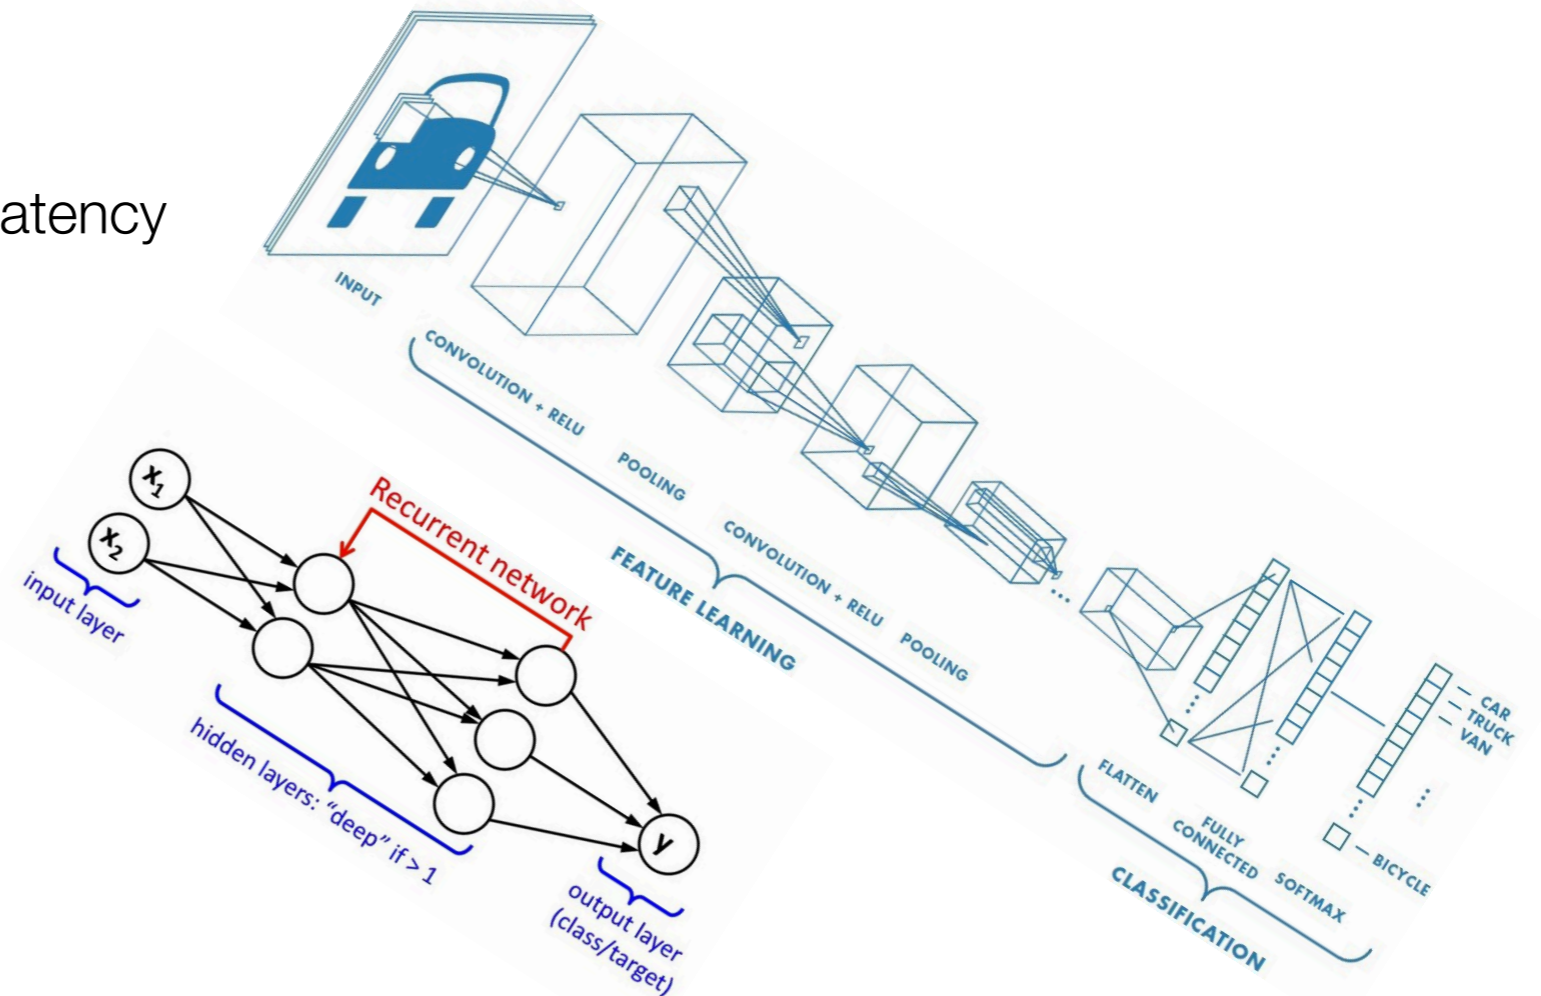 atency
INPUT
CONVOLUTION + RELU
POOLING
CONVOLUTION + RELU
POOLING
FEATURE LEARNING
FLATTEN
FULLY
CONNECTED
SOFTMAX
CLASSIFICATION
CAR
TRUCK
VAN
BICYCLE
x1
x2
input layer
Recurrent network
hidden layers: “deep” if > 1
y
output layer
(class/target)